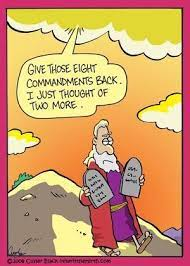 GIVE THOSE EIGHT
COMMANDMENTS BACK.
I JUST THOUGHT OF
TWO MORE.